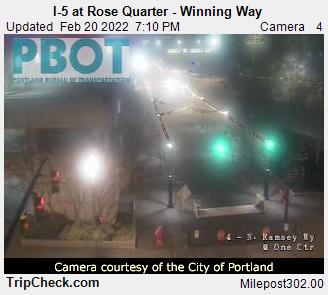 I-5 at Rose Quarter - Winning Way
Updated Feb 20 2022 7:10 PM Camera 4
PBOT
PORTLAND BUREAU OF TRANSPORTATION
4 - N. Ramsey Wy
@ One Ctr
Camera courtesy of the City of Portland
TripCheck.com Milepost302.00